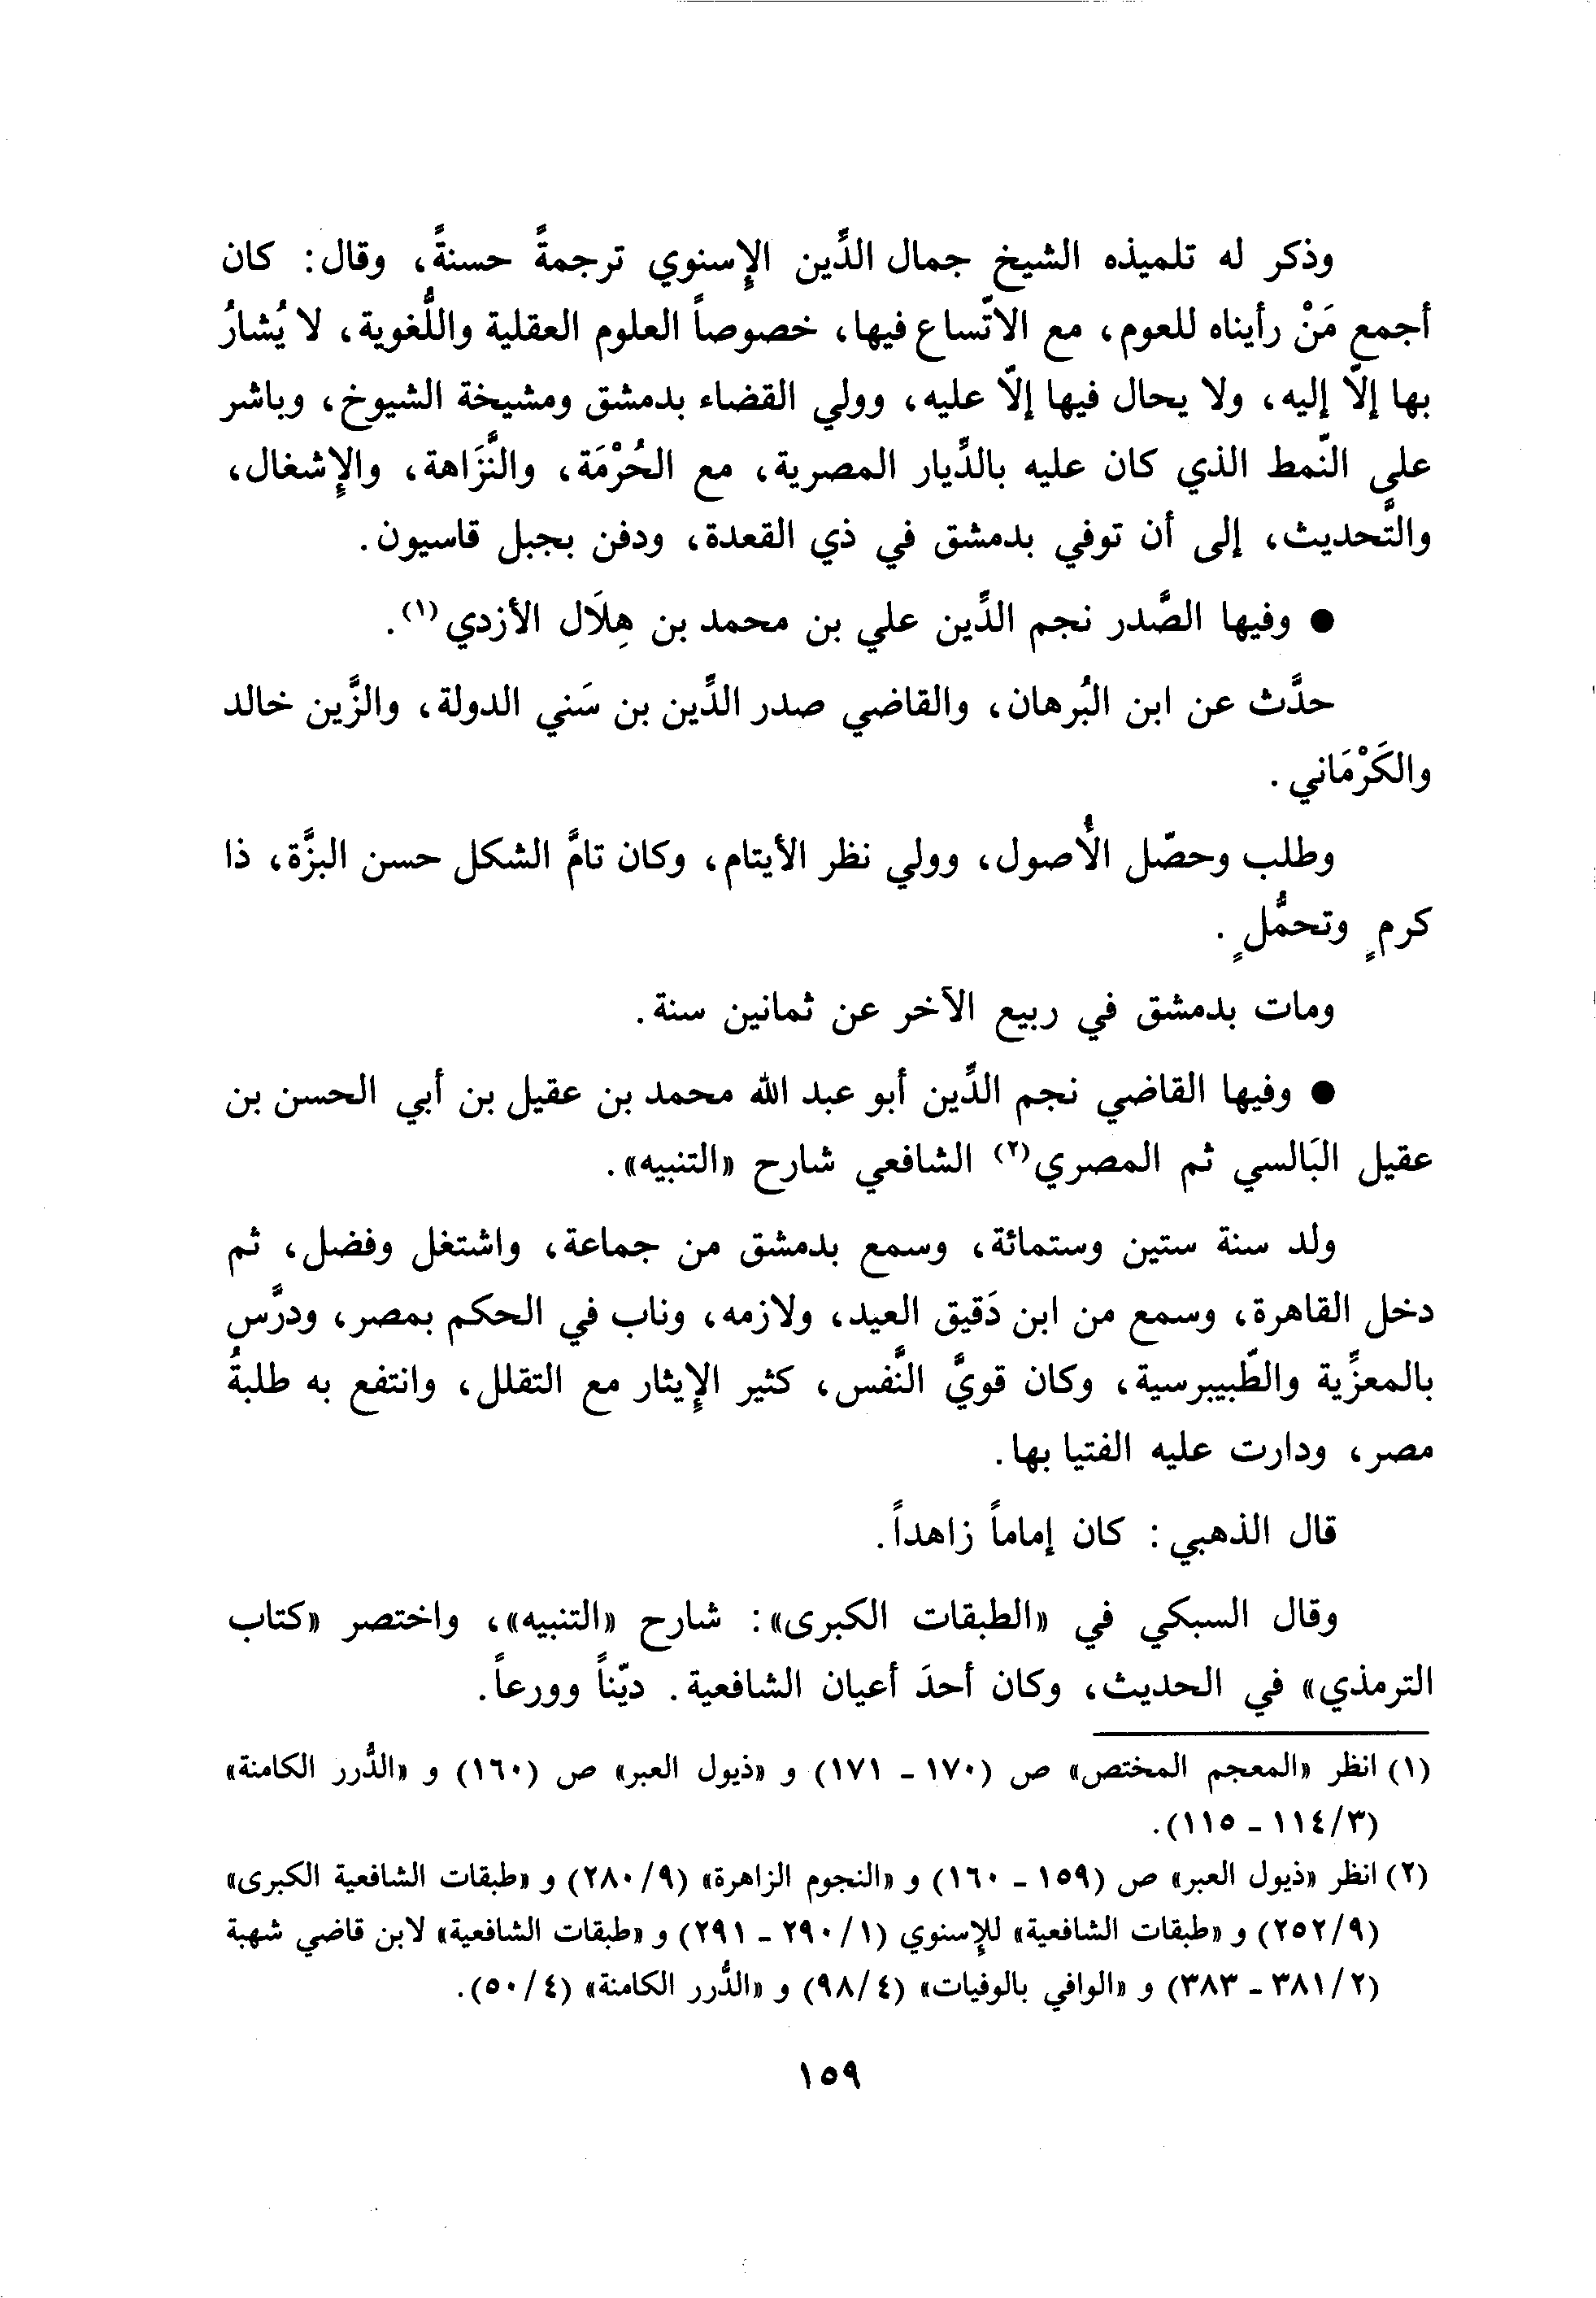 وذكر له تلميذه الشيخ جمال الدِّين الإِسنوي ترجمةً حسنةً، وقال: كان
أجمع مَنْ رأيناه للعوم، مع الاتّساع فيها، خصوصاً العلوم العقلية واللُّغوية، لا يُشارُ
بها إلّا إليه، ولا يحال فيها إلّا عليه، وولي القضاء بدمشق ومشيخة الشيوخ، وباشر
على النّمط الذي كان عليه بالدِّيار المصرية، مع الحُرْمَة، والنَّزَاهة، والإِشغال،
والتَّحديث، إلى أن توفي بدمشق في ذي القعدة، ودفن بجبل قاسيون.
● وفيها الصَّدر نجم الدِّين علي بن محمد بن هِلَال الأزدي(١).
حدَّث عن ابن البُرهان، والقاضي صدر الدِّين بن سَني الدولة، والزَّين خالد
والكَرْمَاني.
وطلب وحصّل الأُصول، وولي نظر الأيتام، وكان تامَّ الشكل حسن البزَّة، ذا
كرمٍ وتحمُّلٍ.
ومات بدمشق في ربيع الآخر عن ثمانين سنة.
● وفيها القاضي نجم الدِّين أبو عبد الله محمد بن عقيل بن أبي الحسن بن
عقيل البَالسي ثم المصري(٢) الشافعي شارح «التنبيه».
ولد سنة ستين وستمائة، وسمع بدمشق من جماعة، واشتغل وفضل، ثم
دخل القاهرة، وسمع من ابن دَقيق العيد، ولازمه، وناب في الحكم بمصر، ودرَّس
بالمعزِّية والطّيبرسية، وكان قويَّ النَّفس، كثير الإِيثار مع التقلل، وانتفع به طلبةُ
مصر، ودارت عليه الفتيا بها.
قال الذهبي: كان إماماً زاهداً.
وقال السبكي في «الطبقات الكبرى»: شارح «التنبيه»، واختصر «كتاب
الترمذي» في الحديث، وكان أحدَ أعيان الشافعية. ديّناً وورعاً.
(١) انظر «المعجم المختص» ص (١٧٠ - ١٧١) و «ذيول العبر» ص (١٦٠) و «الدُّرر الكامنة»
(٣/١١٤ - ١١٥).
(٢) انظر «ذيول العبر» ص (١٥٩ - ١٦٠) و «النجوم الزاهرة» (٩/٢٨٠) و «طبقات الشافعية الكبرى»
(٩/٢٥٢) و «طبقات الشافعية» للإِسنوي (١/٢٩٠ - ٢٩١) و «طبقات الشافعية» لابن قاضي شهبة
(٢/٣٨١ - ٣٨٣) و «الوافي بالوفيات» (٤/٩٨) و «الدُّرر الكامنة» (٤/٥٠).
١٥٩